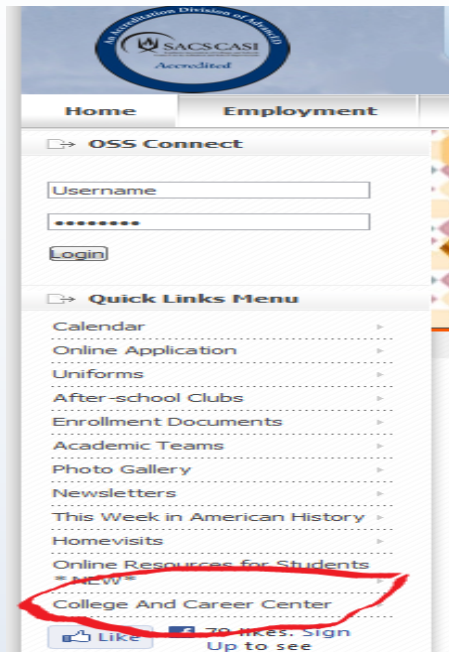 An Accreditation Division of AdvancED
SACS CASI
Accredited
Home Employment
OSS Connect
Username
••••••••
Login
Quick Links Menu
Calendar
Online Application
Uniforms
After-school Clubs
Enrollment Documents
Academic Teams
Photo Gallery
Newsletters
This Week in American History
Homevisits
Online Resources for Students
*NEW*
College And Career Center
Like 79 likes. Sign
Up to see